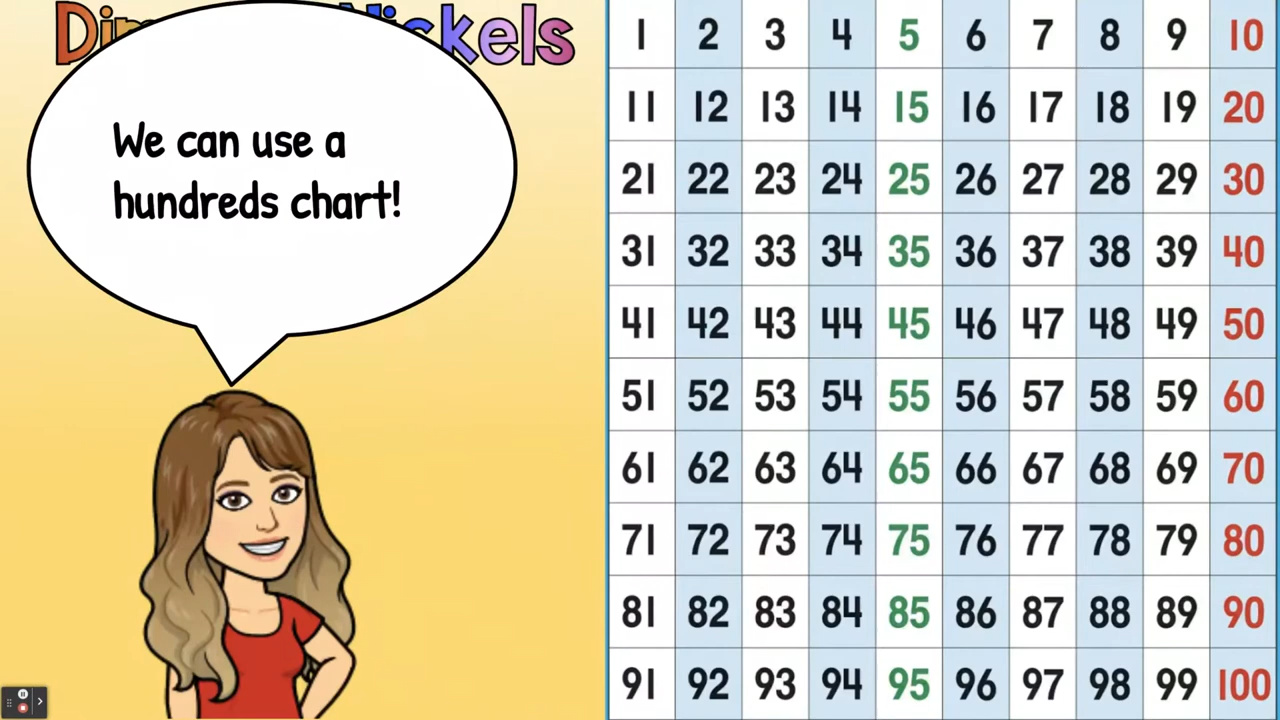 We can use a
hundreds chart!
1 2 3 4 5 6 7 8 9 10
11 12 13 14 15 16 17 18 19 20
21 22 23 24 25 26 27 28 29 30
31 32 33 34 35 36 37 38 39 40
41 42 43 44 45 46 47 48 49 50
51 52 53 54 55 56 57 58 59 60
61 62 63 64 65 66 67 68 69 70
71 72 73 74 75 76 77 78 79 80
81 82 83 84 85 86 87 88 89 90
91 92 93 94 95 96 97 98 99 100